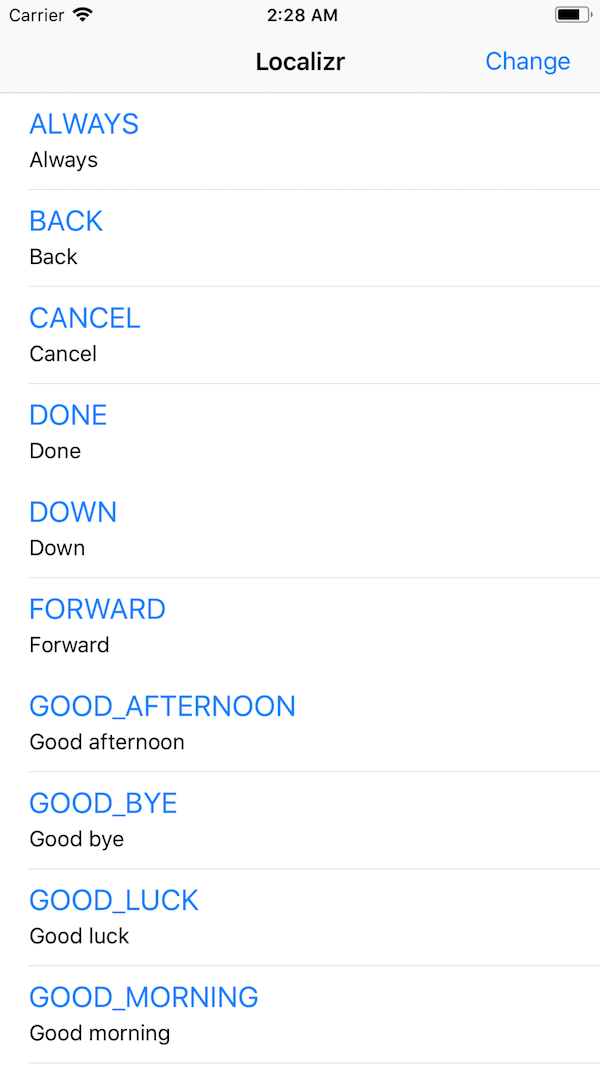 Carrier 2:28 AM
Localizr Change
ALWAYS
Always
BACK
Back
CANCEL
Cancel
DONE
Done
DOWN
Down
FORWARD
Forward
GOOD_AFTERNOON
Good afternoon
GOOD_BYE
Good bye
GOOD_LUCK
Good luck
GOOD_MORNING
Good morning